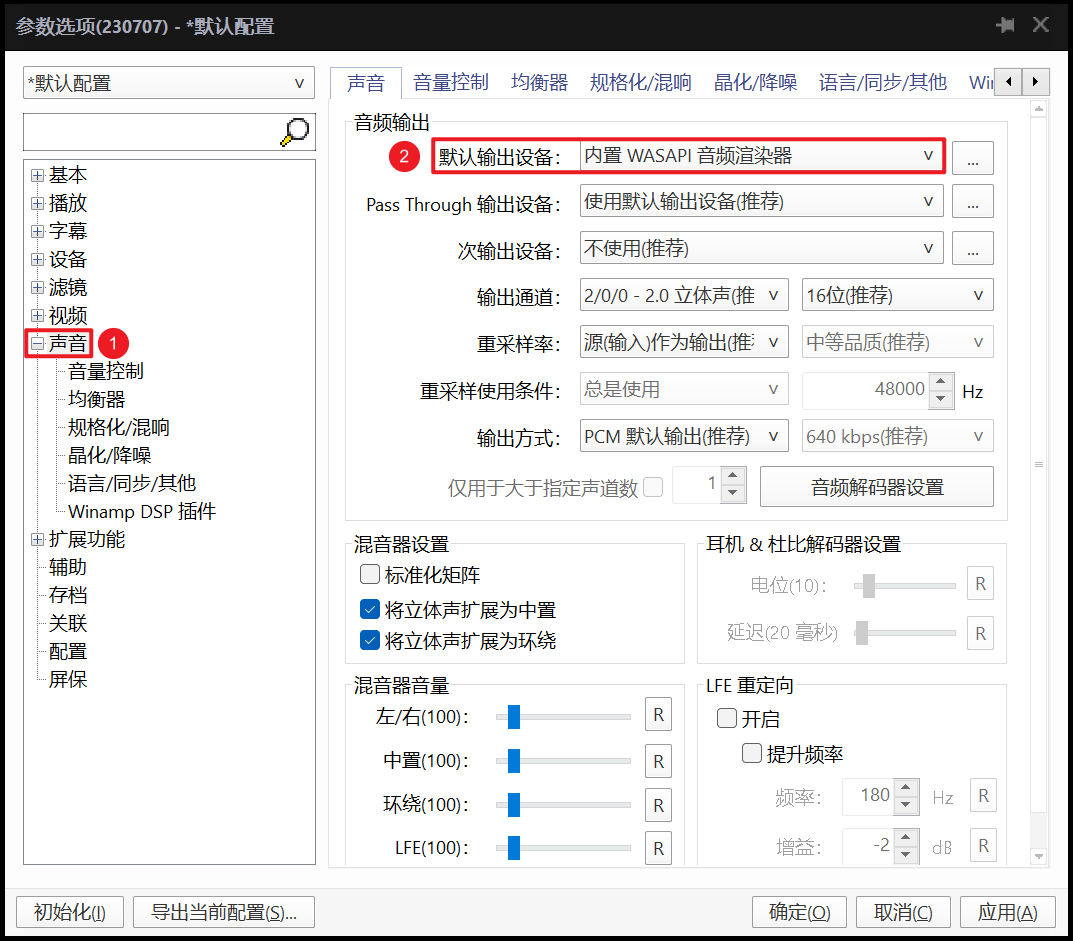 参数选项(230707) - *默认配置
*默认配置
基本
播放
字幕
设备
滤镜
视频
声音 1
音量控制
均衡器
规格化/混响
晶化/降噪
语言/同步/其他
Winamp DSP 插件
扩展功能
辅助
存档
关联
配置
屏保
声音 音量控制 均衡器 规格化/混响 晶化/降噪 语言/同步/其他 Wi
音频输出
2 默认输出设备: 内置 WASAPI 音频渲染器 ...
Pass Through 输出设备: 使用默认输出设备(推荐) ...
次输出设备: 不使用(推荐) ...
输出通道: 2/0/0 - 2.0 立体声(推 16位(推荐)
重采样率: 源(输入)作为输出(推 中等品质(推荐)
重采样使用条件: 总是使用 48000 Hz
输出方式: PCM 默认输出(推荐) 640 kbps(推荐)
仅用于大于指定声道数 1 音频解码器设置
混音器设置
标准化矩阵
将立体声扩展为中置
将立体声扩展为环绕
耳机 & 杜比解码器设置
电位(10): R
延迟(20 毫秒) R
混音器音量
左/右(100): R
中置(100): R
环绕(100): R
LFE(100): R
LFE 重定向
开启
提升频率
频率: 180 Hz R
增益: -2 dB R
初始化(I) 导出当前配置(S)... 确定(O) 取消(C) 应用(A)